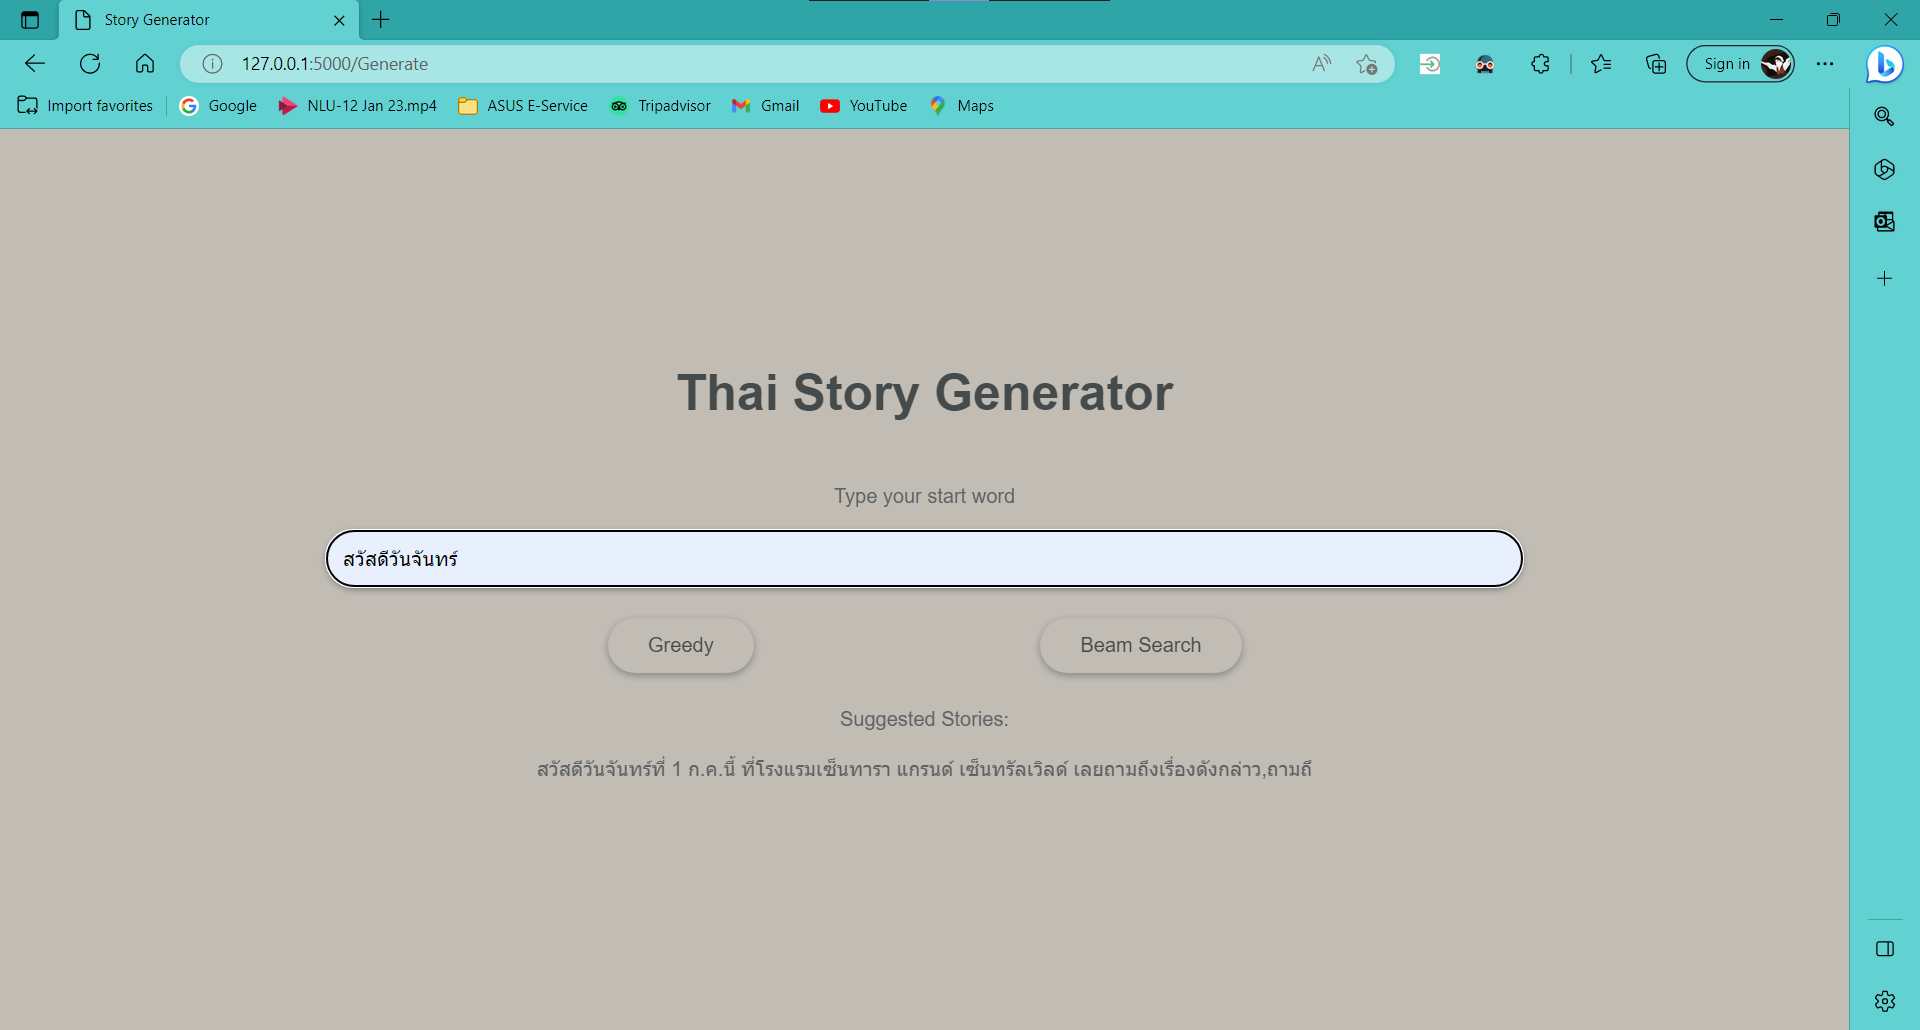 Story Generator
127.0.0.1:5000/Generate
Sign in
Import favorites
Google
NLU-12 Jan 23.mp4
ASUS E-Service
Tripadvisor
Gmail
YouTube
Maps
Thai Story Generator
Type your start word
สวัสดีวันจันทร์
Greedy
Beam Search
Suggested Stories:
สวัสดีวันจันทร์ที่ 1 ก.ค.นี้ ที่โรงแรมเซ็นทารา แกรนด์ เซ็นทรัลเวิลด์ เลยถามถึงเรื่องดังกล่าว,ถามถึ